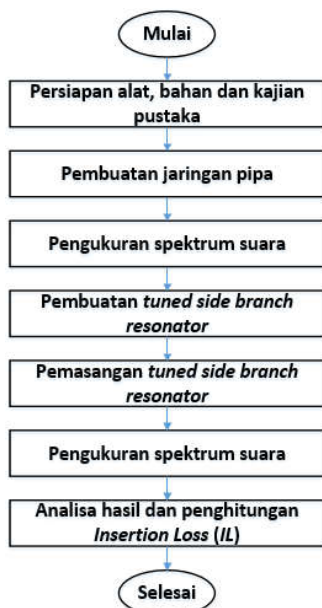 Mulai
Persiapan alat, bahan dan kajian
pustaka
Pembuatan jaringan pipa
Pengukuran spektrum suara
Pembuatan tuned side branch
resonator
Pemasangan tuned side branch
resonator
Pengukuran spektrum suara
Analisa hasil dan penghitungan
Insertion Loss (IL)
Selesai